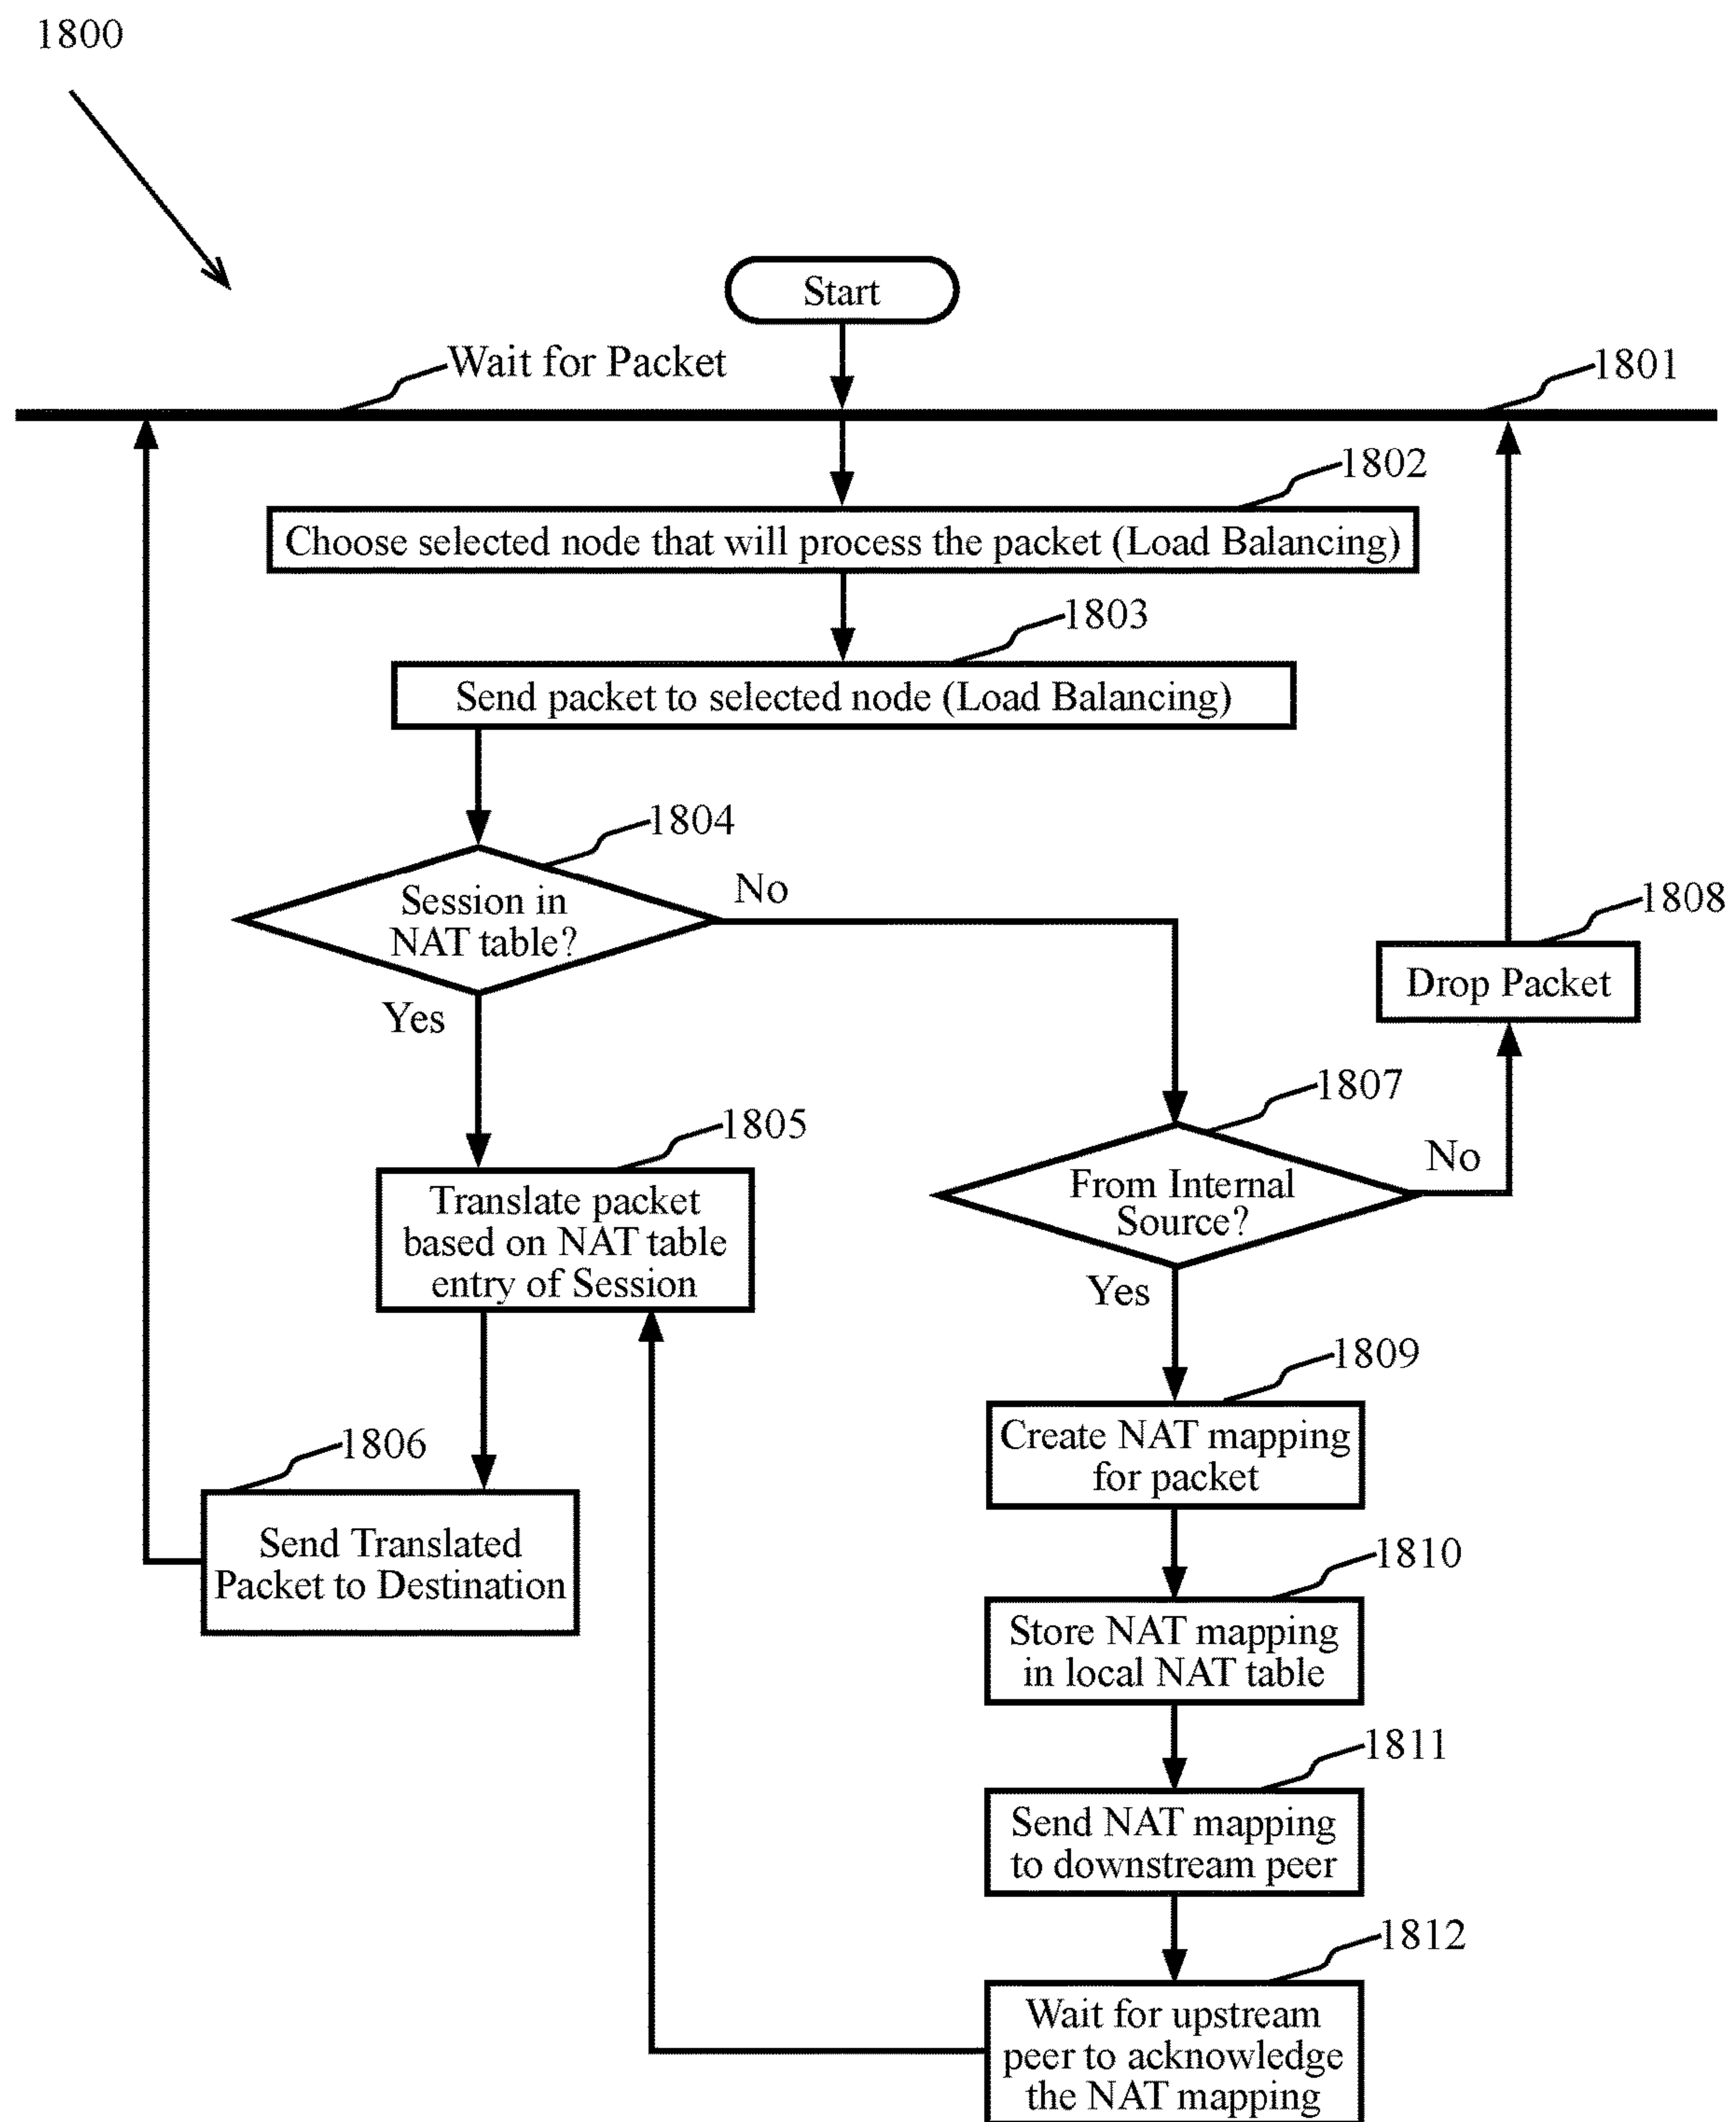 1800
Start
Wait for Packet
1801
1802
Choose selected node that will process the packet (Load Balancing)
1803
Send packet to selected node (Load Balancing)
1804
Session in
NAT table?
No
Yes
1808
Drop Packet
1807
From Internal
Source?
No
Yes
1805
Translate packet
based on NAT table
entry of Session
1806
Send Translated
Packet to Destination
1809
Create NAT mapping
for packet
1810
Store NAT mapping
in local NAT table
1811
Send NAT mapping
to downstream peer
1812
Wait for upstream
peer to acknowledge
the NAT mapping